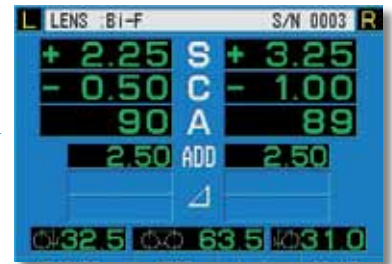 L LENS :Bi-F S/N 0003 R
+ 2.25 S + 3.25
- 0.50 C - 1.00
90 A 89
2.50 ADD 2.50
32.5 63.5 31.0